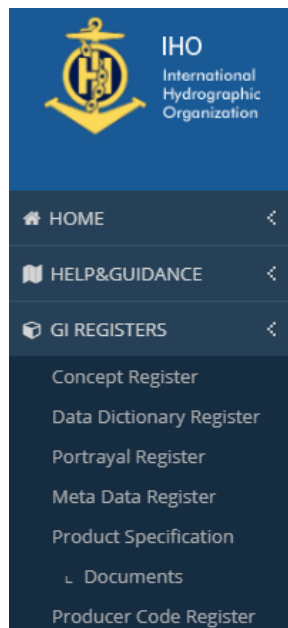 IHO
International
Hydrographic
Organization
HOME
HELP&GUIDANCE
GI REGISTERS
Concept Register
Data Dictionary Register
Portrayal Register
Meta Data Register
Product Specification
Documents
Producer Code Register